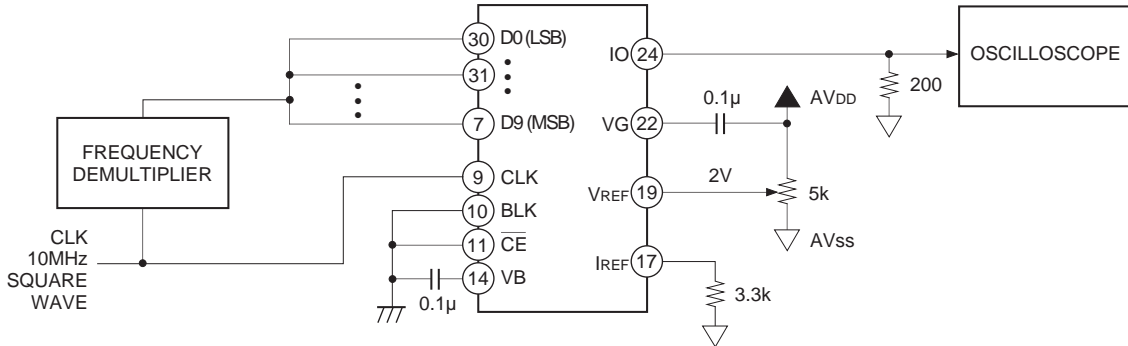 30 D0 (LSB)
31
7 D9 (MSB)
FREQUENCY
DEMULTIPLIER
9 CLK
10 BLK
11 CE
14 VB
0.1µ
CLK
10MHz
SQUARE
WAVE
IO 24
OSCILLOSCOPE
200
0.1µ
AVDD
VG 22
2V
VREF 19
5k
AVSS
IREF 17
3.3k